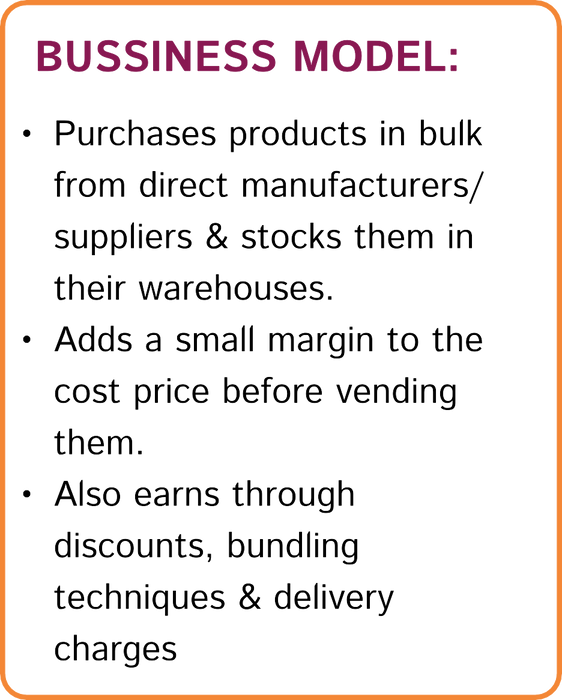 BUSSINESS MODEL:
• Purchases products in bulk
from direct manufacturers/
suppliers & stocks them in
their warehouses.
• Adds a small margin to the
cost price before vending
them.
• Also earns through
discounts, bundling
techniques & delivery
charges